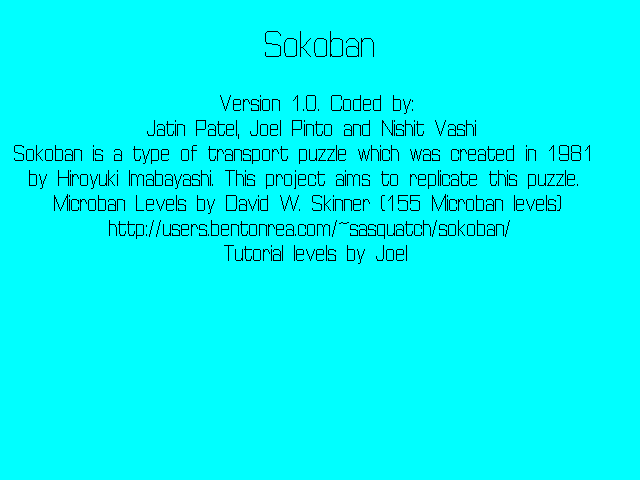 Sokoban
Version 1.0. Coded by:
Jatin Patel, Joel Pinto and Nishit Vashi
Sokoban is a type of transport puzzle which was created in 1981
by Hiroyuki Imabayashi. This project aims to replicate this puzzle.
Microban Levels by David W. Skinner (155 Microban levels)
http://users.bentonrea.com/~sasquatch/sokoban/
Tutorial levels by Joel